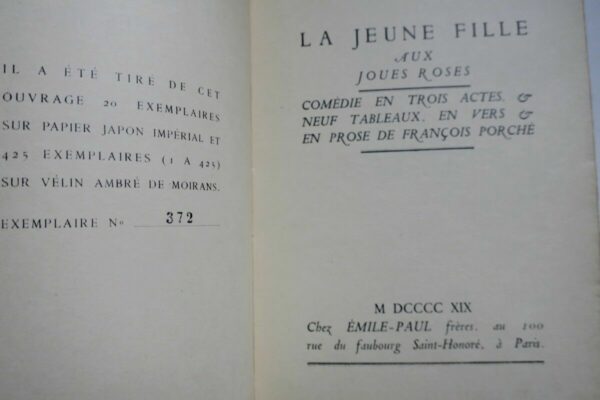 IL A ÉTÉ TIRÉ DE CET
OUVRAGE 20 EXEMPLAIRES
SUR PAPIER JAPON IMPÉRIAL ET
425 EXEMPLAIRES (1 A 425)
SUR VÉLIN AMBRÉ DE MOIRANS.
EXEMPLAIRE No 372
LA JEUNE FILLE
AUX
JOUES ROSES
COMÉDIE EN TROIS ACTES, &
NEUF TABLEAUX, EN VERS &
EN PROSE DE FRANÇOIS PORCHÉ
M DCCCC XIX
Chez ÉMILE-PAUL frères, au 100
rue du faubourg Saint-Honoré, à Paris.